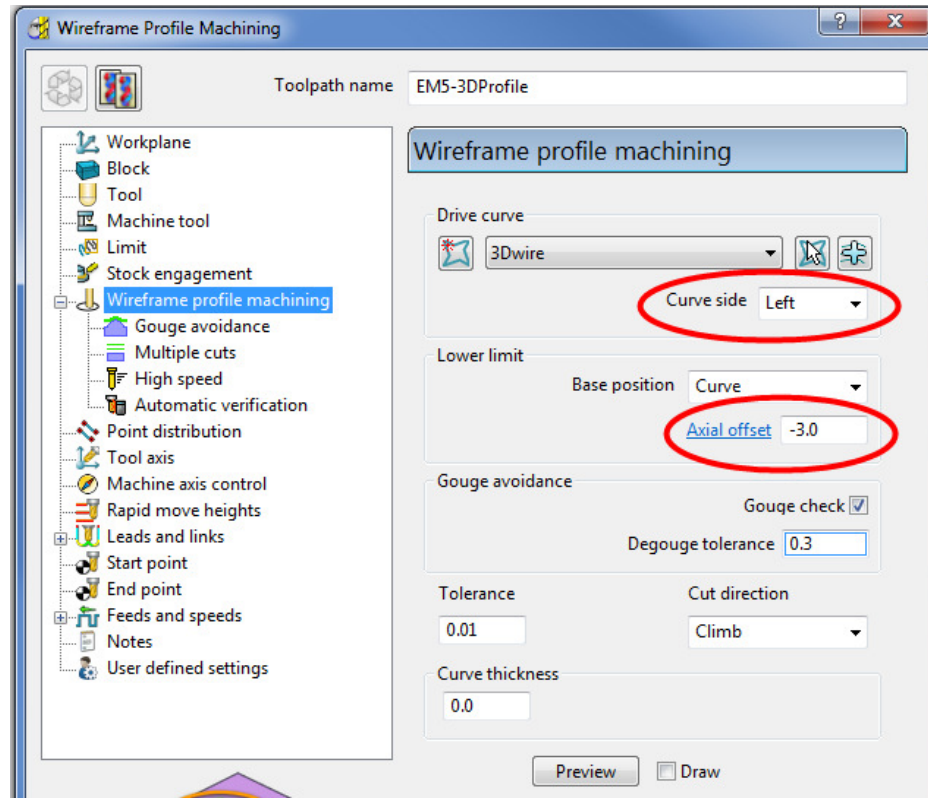 Wireframe Profile Machining
?
X
Toolpath name EM5-3DProfile
Workplane
Block
Tool
Machine tool
Limit
Stock engagement
Wireframe profile machining
Gouge avoidance
Multiple cuts
High speed
Automatic verification
Point distribution
Tool axis
Machine axis control
Rapid move heights
Leads and links
Start point
End point
Feeds and speeds
Notes
User defined settings
Wireframe profile machining
Drive curve
3Dwire
Curve side Left
Lower limit
Base position Curve
Axial offset -3.0
Gouge avoidance
Gouge check
Degouge tolerance 0.3
Tolerance Cut direction
0.01 Climb
Curve thickness
0.0
Preview Draw